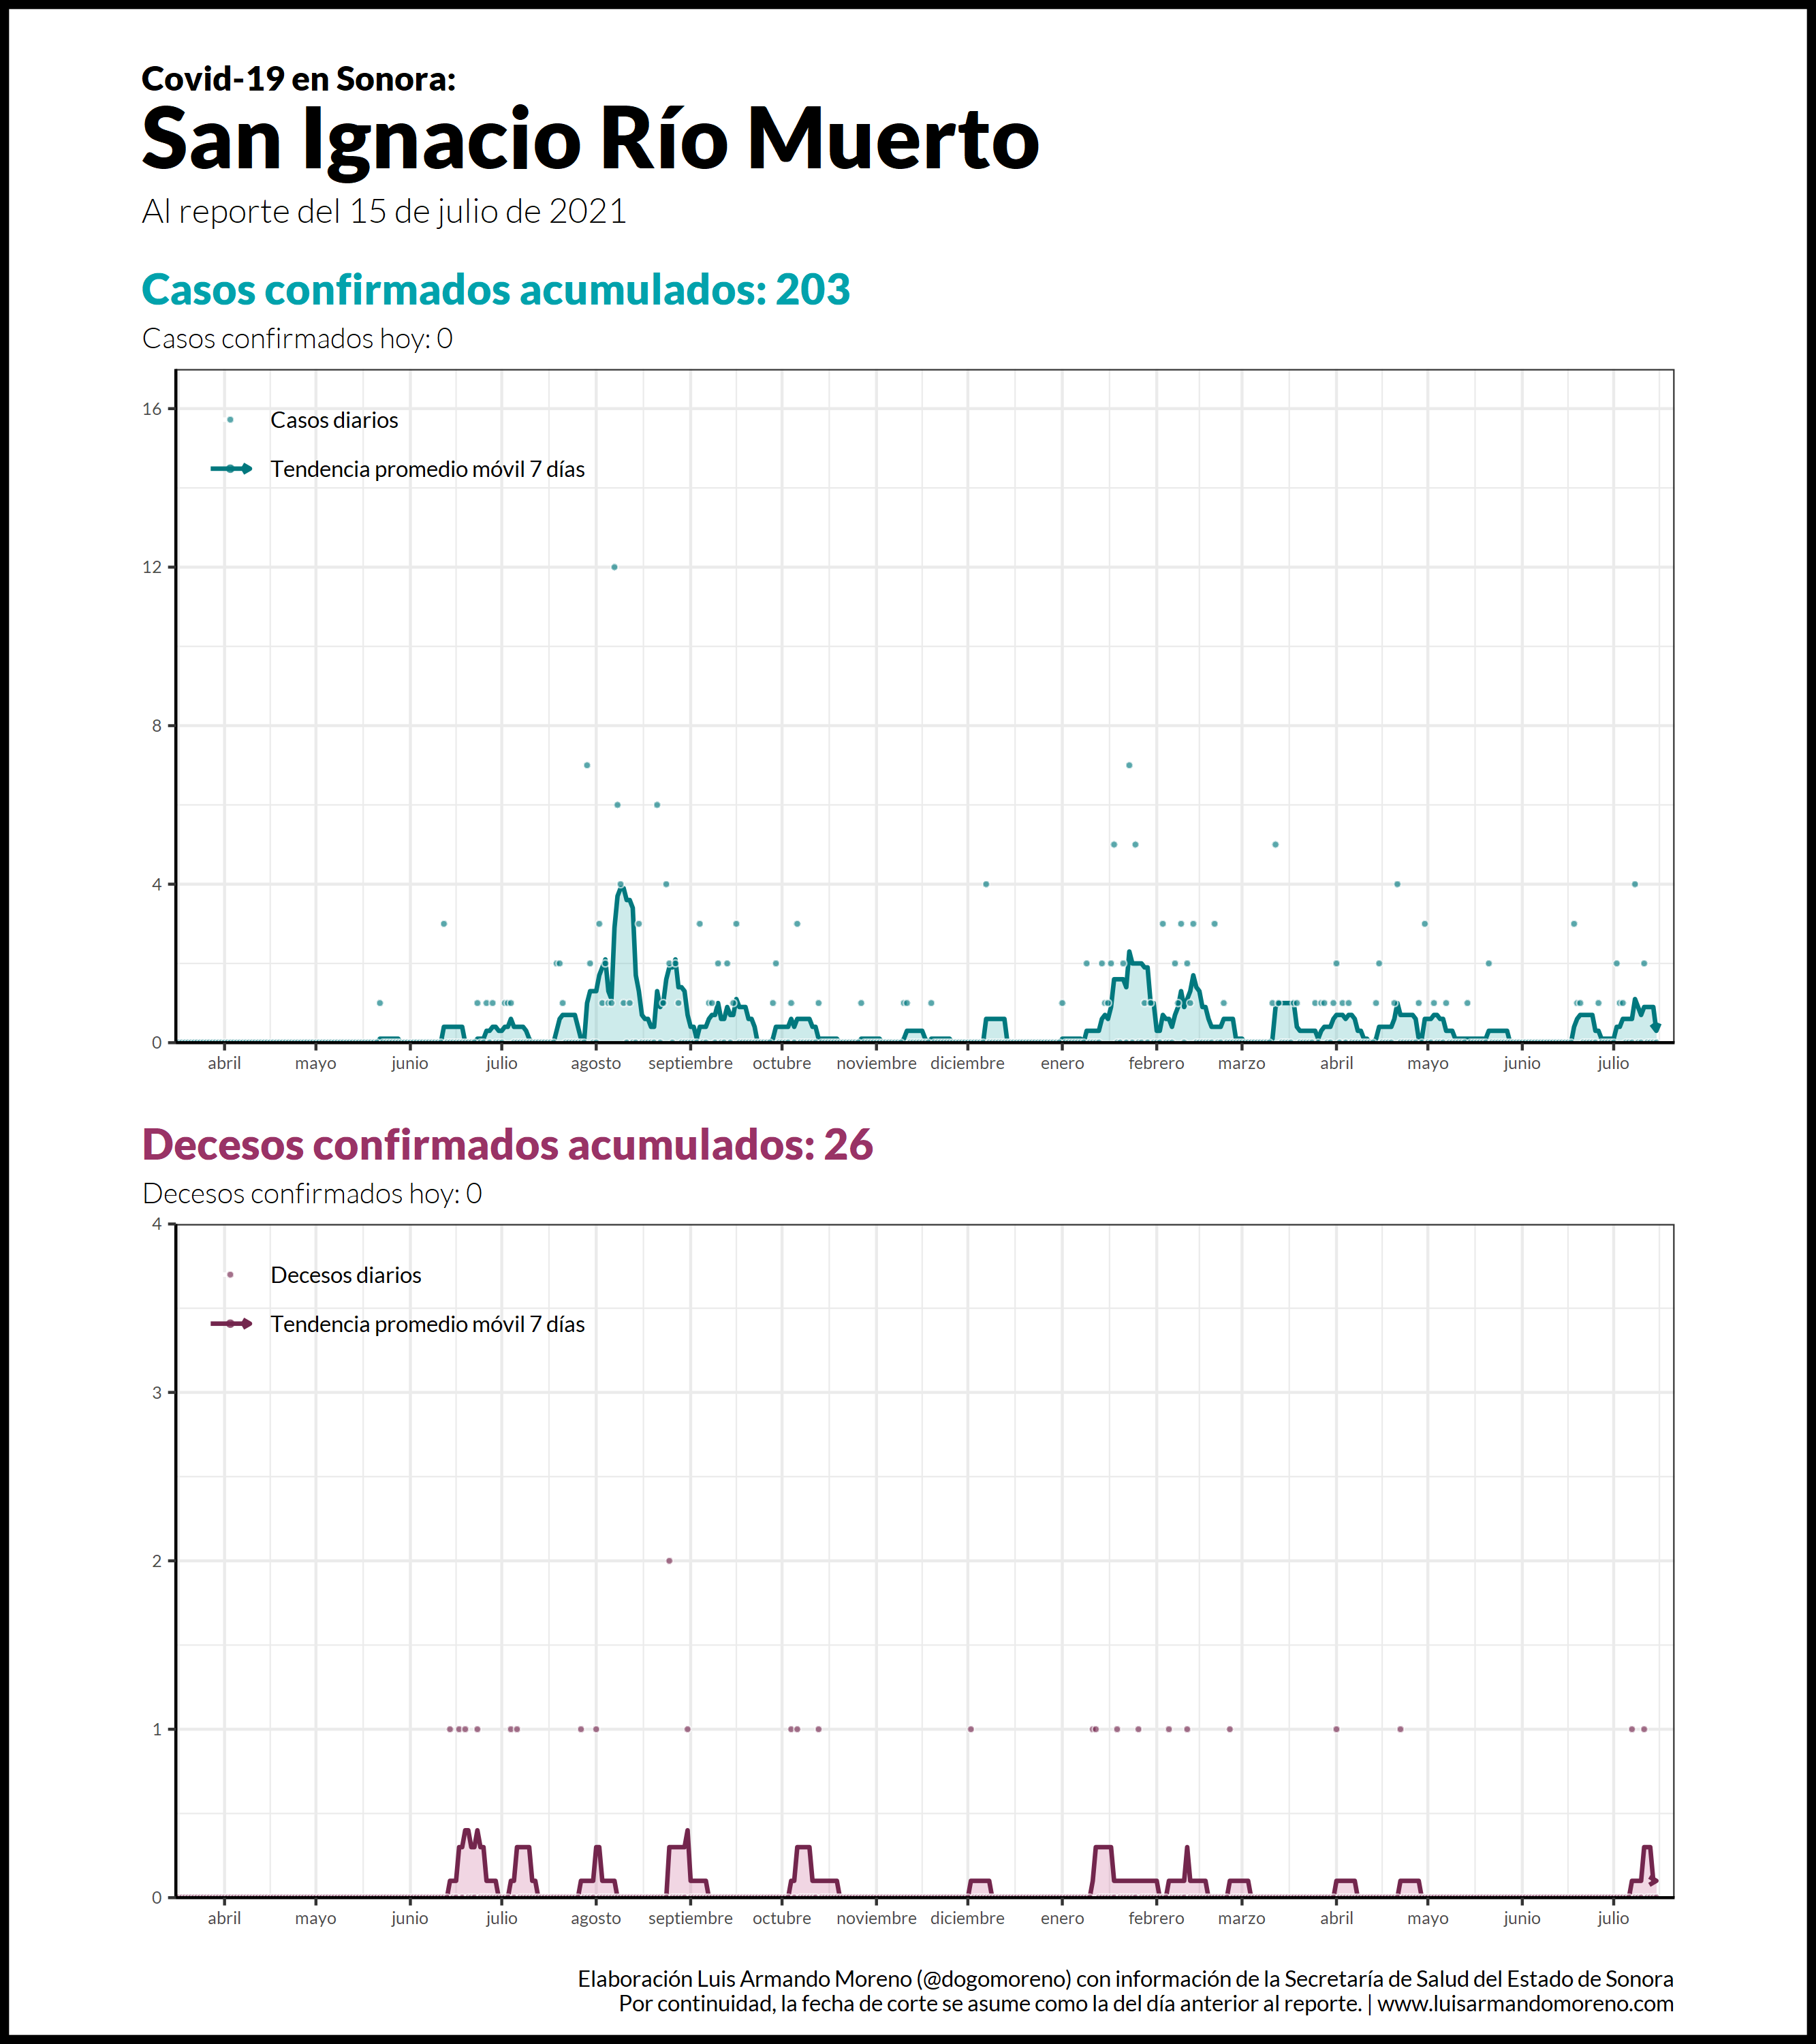 Covid-19 en Sonora:
San Ignacio Río Muerto
Al reporte del 15 de julio de 2021
Casos confirmados acumulados: 203
Casos confirmados hoy: 0
16
12
8
4
0
Casos diarios
Tendencia promedio móvil 7 días
abril mayo junio julio agosto septiembre octubre noviembre diciembre enero febrero marzo abril mayo junio julio
Decesos confirmados acumulados: 26
Decesos confirmados hoy: 0
4
3
2
1
0
Decesos diarios
Tendencia promedio móvil 7 días
abril mayo junio julio agosto septiembre octubre noviembre diciembre enero febrero marzo abril mayo junio julio
Elaboración Luis Armando Moreno (@dogomoreno) con información de la Secretaría de Salud del Estado de Sonora
Por continuidad, la fecha de corte se asume como la del día anterior al reporte. | www.luisarmandomoreno.com